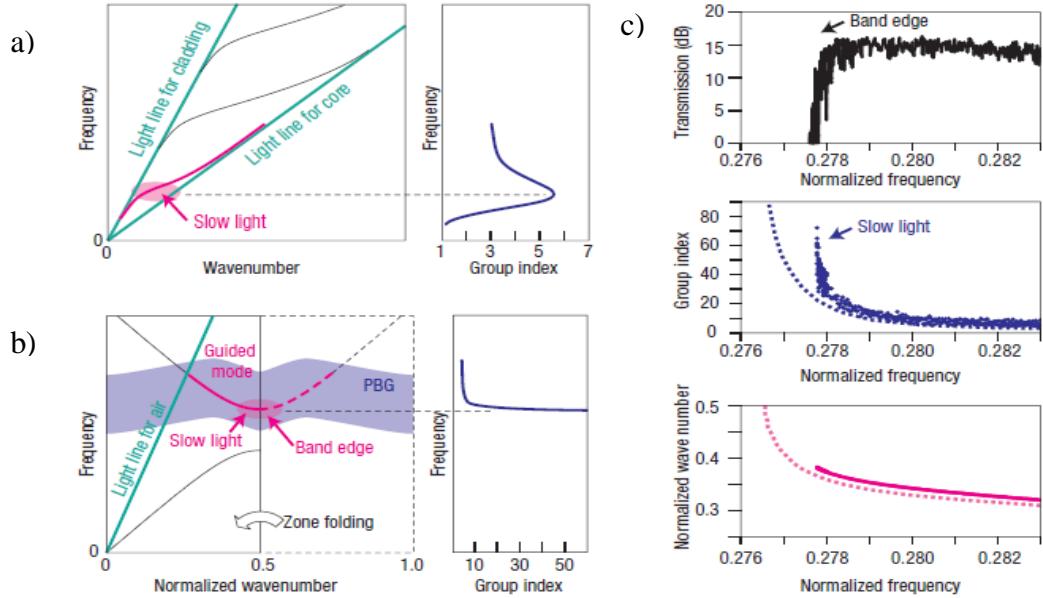 a)
Frequency
0
Light line for cladding
Light line for core
Slow light
0
Wavenumber
Frequency
1 3 5 7
Group index
b)
Frequency
0
Light line for air
Guided
mode
PBG
Slow light
Band edge
Zone folding
0 0.5 1.0
Normalized wavenumber
Frequency
10 30 50
Group index
c)
Transmission (dB)
20
15
10
5
0
Band edge
0.276 0.278 0.280 0.282
Normalized frequency
Group index
80
60
40
20
0
Slow light
0.276 0.278 0.280 0.282
Normalized frequency
Normalized wave number
0.5
0.4
0.3
0.276 0.278 0.280 0.282
Normalized frequency